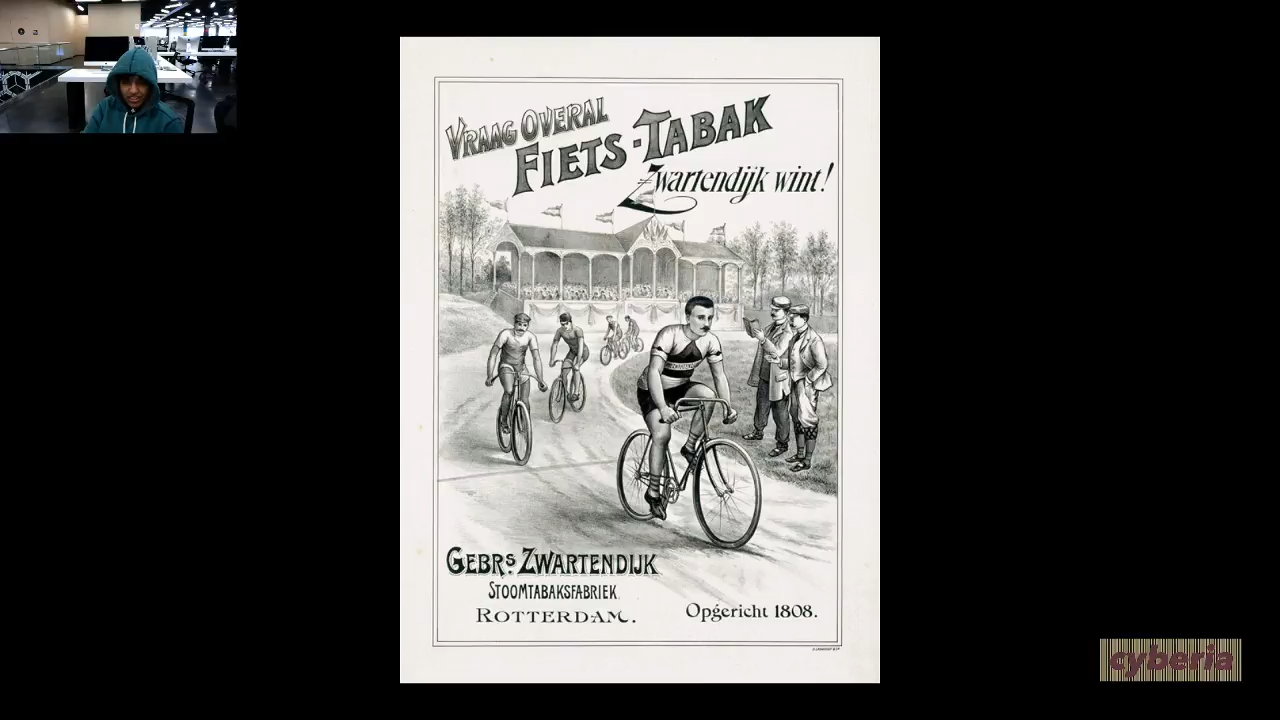 Vraag Overal
Fiets-Tabak
Zwartendijk wint!
Gebrs. Zwartendijk
Stoomtabaksfabriek
Rotterdam.
Opgericht 1808.
cyberia